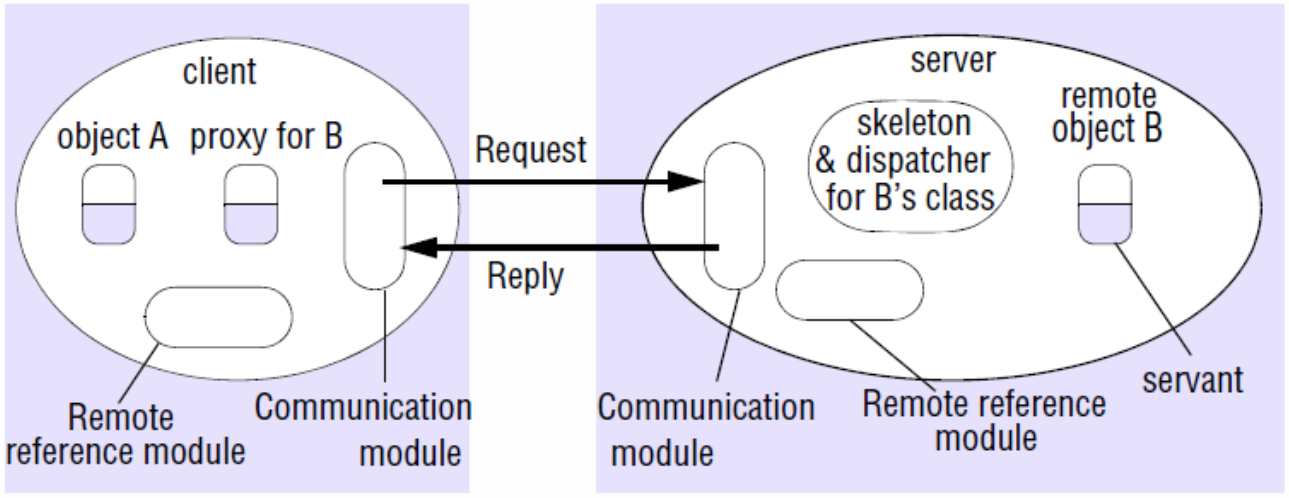 client
object A
proxy for B
Request
Reply
Remote
reference module
Communication
module
server
skeleton
& dispatcher
for B's class
remote
object B
Communication
module
Remote reference
module
servant